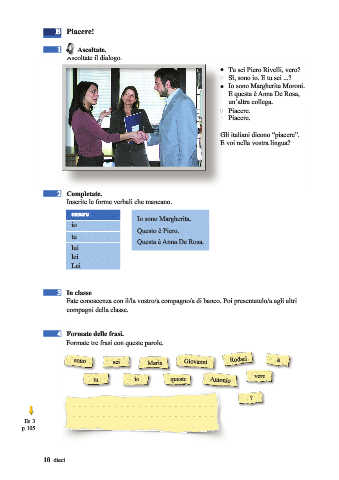 B Piacere!
1 Ascoltate.
Ascoltate il dialogo.
● Tu sei Piero Rivelli, vero?
○ Sì, sono io. E tu sei ...?
● Io sono Margherita Moroni.
E questa è Anna De Rosa,
un'altra collega.
○ Piacere.
Piacere.
Gli italiani dicono "piacere".
E voi nella vostra lingua?
2 Completate.
Inserite le forme verbali che mancano.
essere
io
tu
lui
lei
Lei
Io sono Margherita.
Questo è Piero.
Questa è Anna De Rosa.
3 In classe
Fate conoscenza con il/la vostro/a compagno/a di banco. Poi presentatelo/a agli altri
compagni della classe.
4 Formate delle frasi.
Formate tre frasi con queste parole.
sono sei Maria Giovanni Rodari è
tu io questo Antonio vero
?
Es 3
p. 105
10 dieci